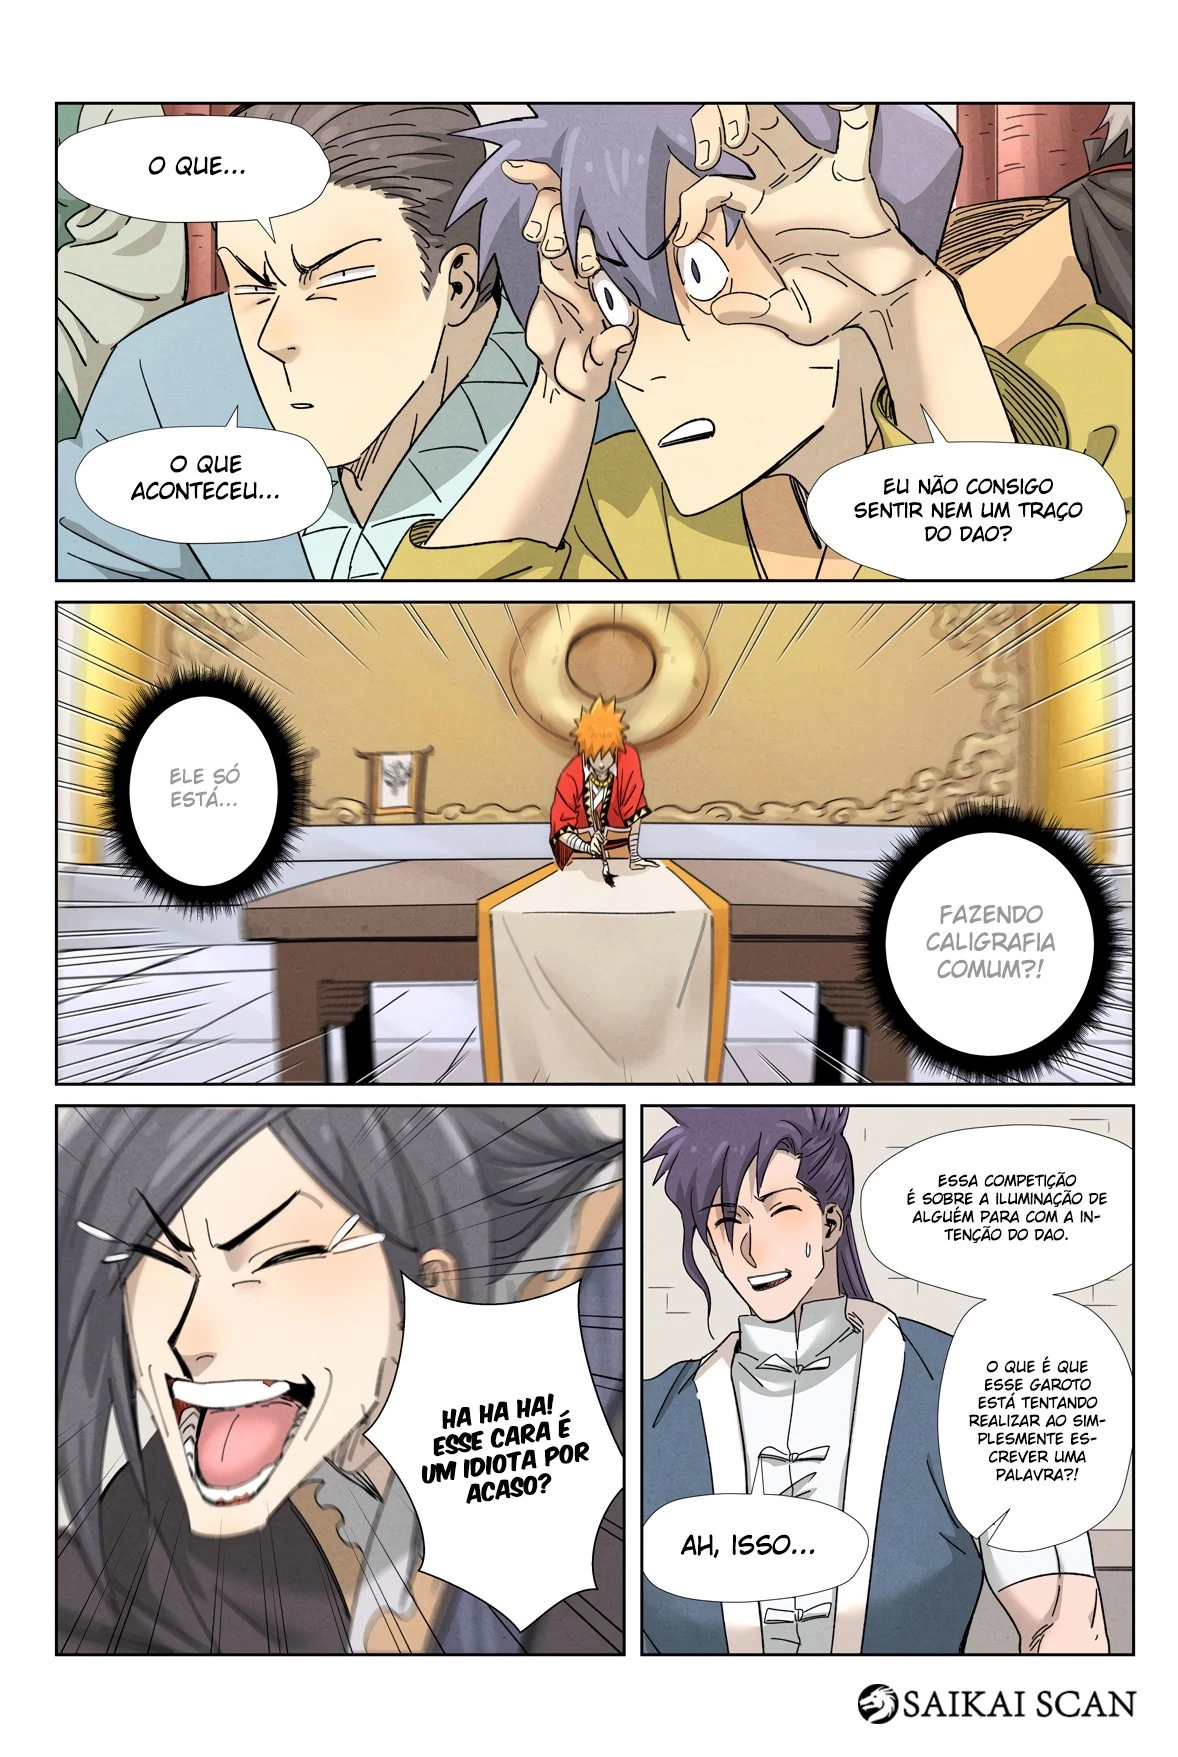 O QUE...
O QUE
ACONTECEU...
EU NÃO CONSIGO
SENTIR NEM UM TRAÇO
DO DAO?
ELE SÓ
ESTÁ...
FAZENDO
CALIGRAFIA
COMUM?!
HA HA HA!
ESSE CARA É
UM IDIOTA POR
ACASO?
ESSA COMPETIÇÃO
É SOBRE A ILUMINAÇÃO DE
ALGUÉM PARA COM A IN-
TENÇÃO DO DAO.
O QUE É QUE
ESSE GAROTO
ESTÁ TENTANDO
REALIZAR AO SIM-
PLESMENTE ES-
CREVER UMA
PALAVRA?!
AH, ISSO...
SAIKAI SCAN